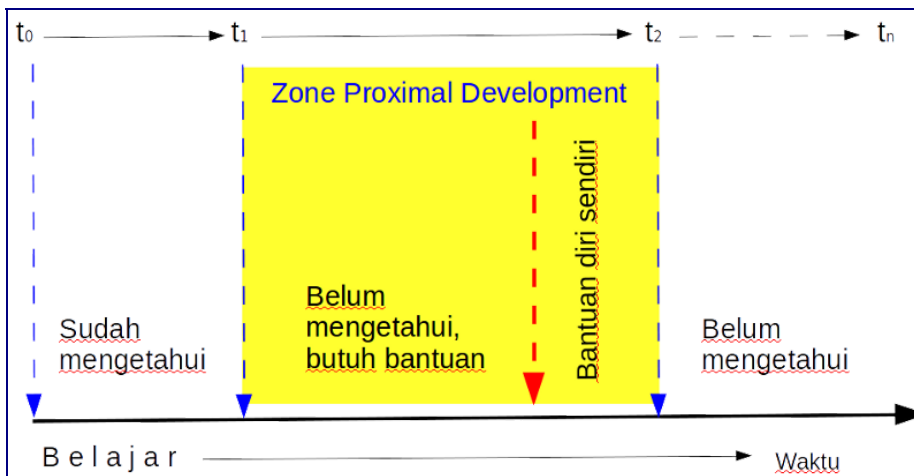 t0 t1 t2 tn
Zone Proximal Development
Bantuan diri sendiri
Sudah
mengetahui
Belum
mengetahui,
butuh bantuan
Belum
mengetahui
B e l a j a r
Waktu